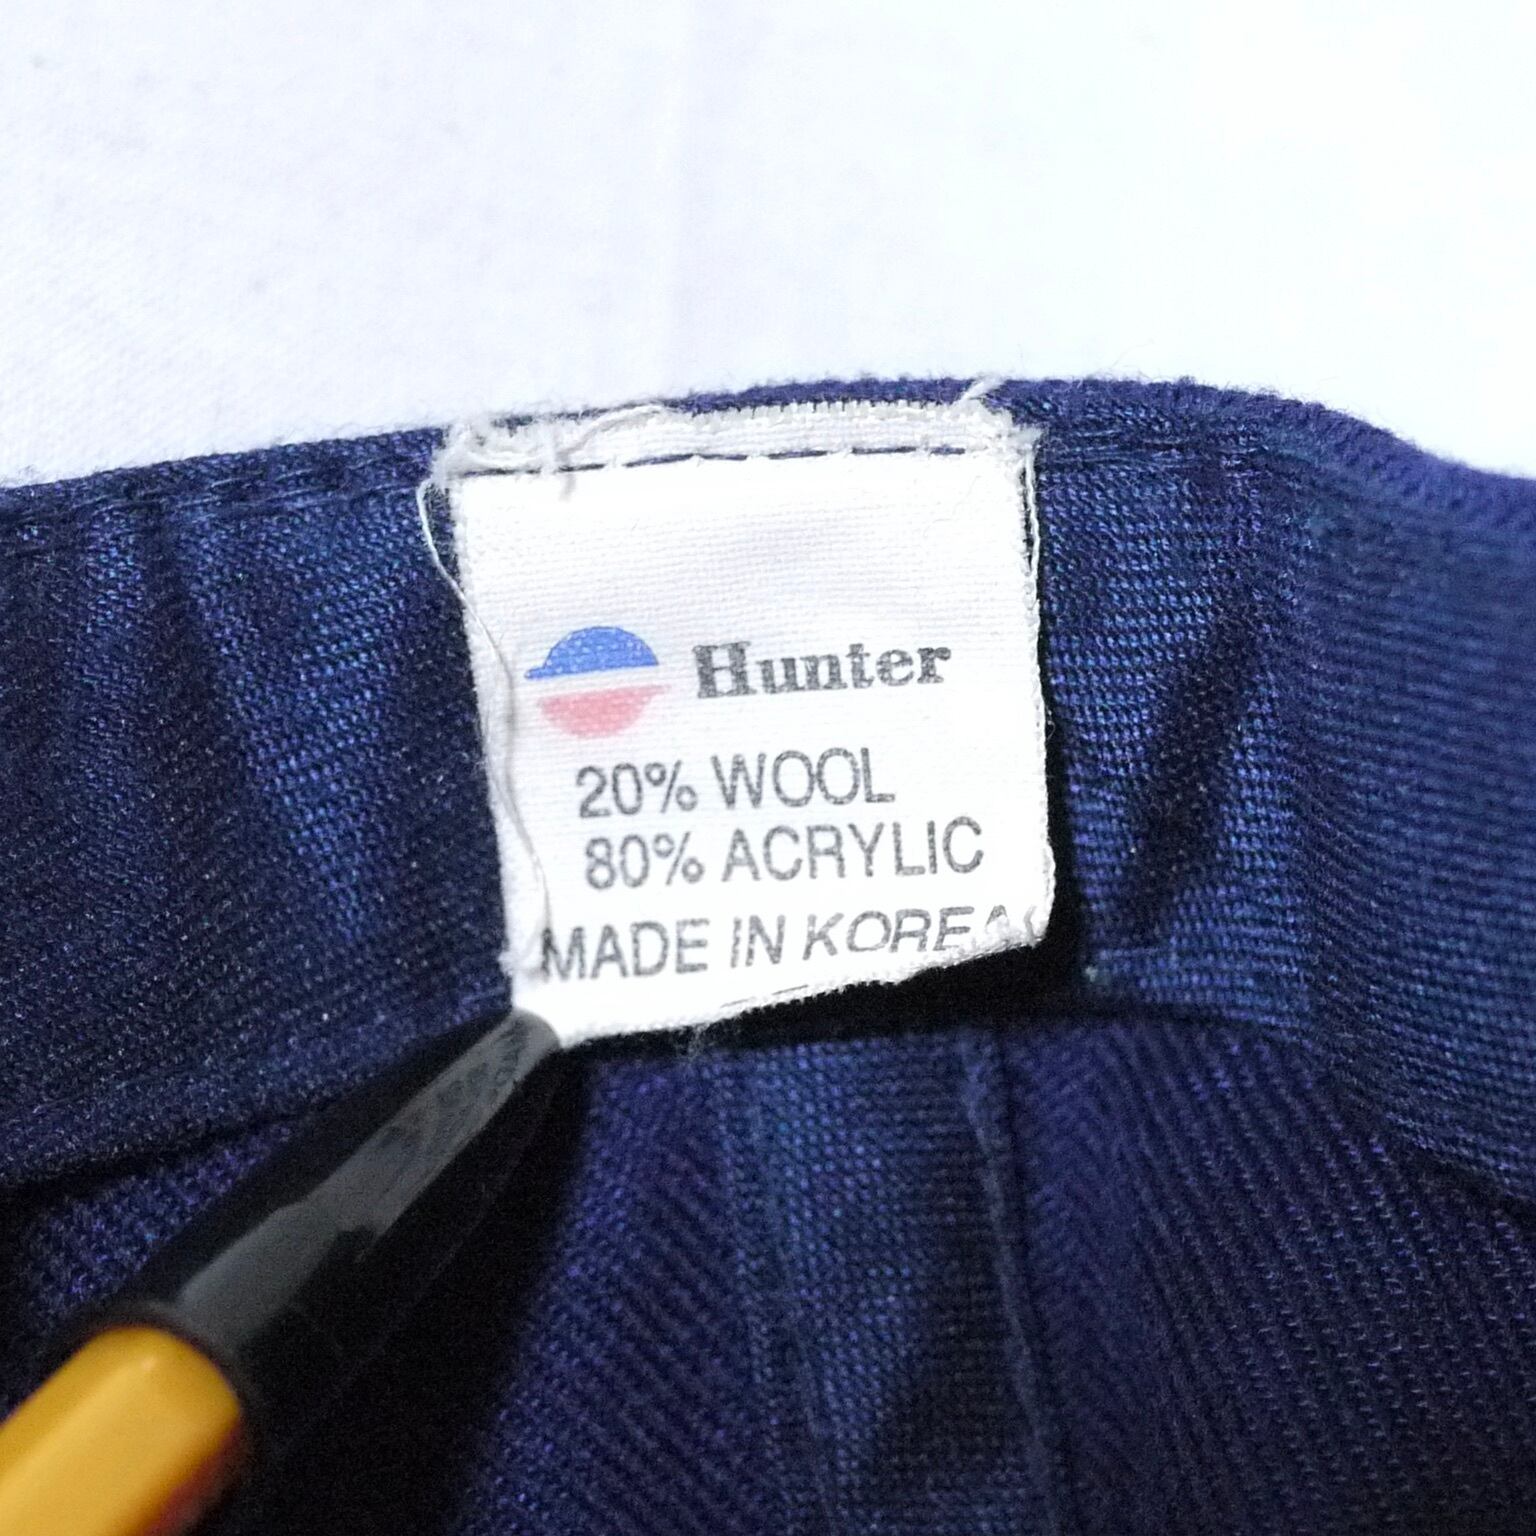 Hunter
20% WOOL
80% ACRYLIC
MADE IN KOREA